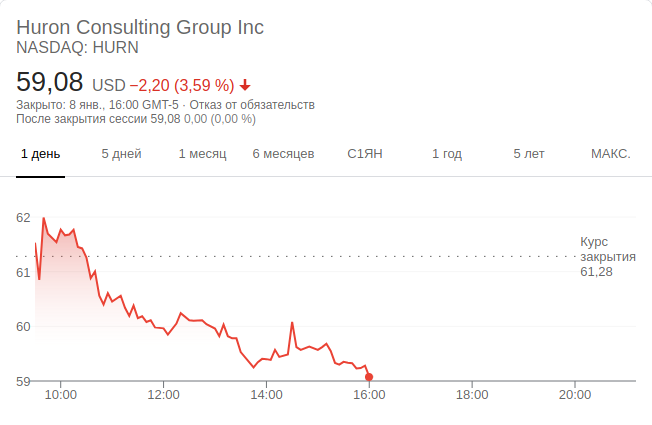 Huron Consulting Group Inc
NASDAQ: HURN
59,08 USD −2,20 (3,59 %)
Закрыто: 8 янв., 16:00 GMT-5 · Отказ от обязательств
После закрытия сессии 59,08 0,00 (0,00 %)
1 день 5 дней 1 месяц 6 месяцев С1ЯН 1 год 5 лет МАКС.
62
Курс
закрытия
61,28
61
60
59
10:00 12:00 14:00 16:00 18:00 20:00